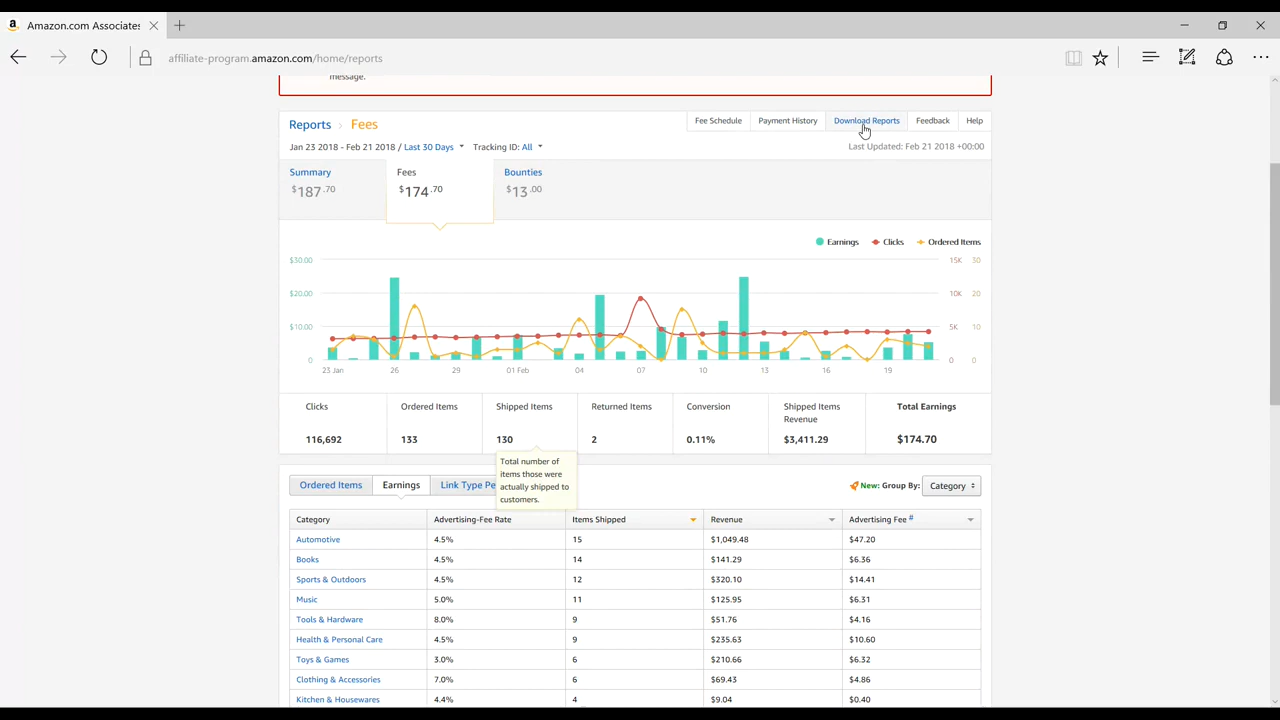 Amazon.com Associates
affiliate-program.amazon.com/home/reports
message.
Reports › Fees
Fee Schedule Payment History Download Reports Feedback Help
Jan 23 2018 - Feb 21 2018 / Last 30 Days Tracking ID: All
Last Updated: Feb 21 2018 +00:00
Summary Fees Bounties
$187.70 $174.70 $13.00
Earnings Clicks Ordered Items
$30.00 15K 30
$20.00 10K 20
$10.00 5K 10
0 0 0
23 Jan 26 29 01 Feb 04 07 10 13 16 19
Clicks Ordered Items Shipped Items Returned Items Conversion Shipped Items Total Earnings
Revenue
116,692 133 130 2 0.11% $3,411.29 $174.70
Total number of
items those were
actually shipped to
customers.
Ordered Items Earnings Link Type Pe
New: Group By: Category
Category Advertising-Fee Rate Items Shipped Revenue Advertising Fee #
Automotive 4.5% 15 $1,049.48 $47.20
Books 4.5% 14 $141.29 $6.36
Sports & Outdoors 4.5% 12 $320.10 $14.41
Music 5.0% 11 $125.95 $6.31
Tools & Hardware 8.0% 9 $51.76 $4.16
Health & Personal Care 4.5% 9 $235.63 $10.60
Toys & Games 3.0% 6 $210.66 $6.32
Clothing & Accessories 7.0% 6 $69.43 $4.86
Kitchen & Housewares 4.4% 4 $9.04 $0.40